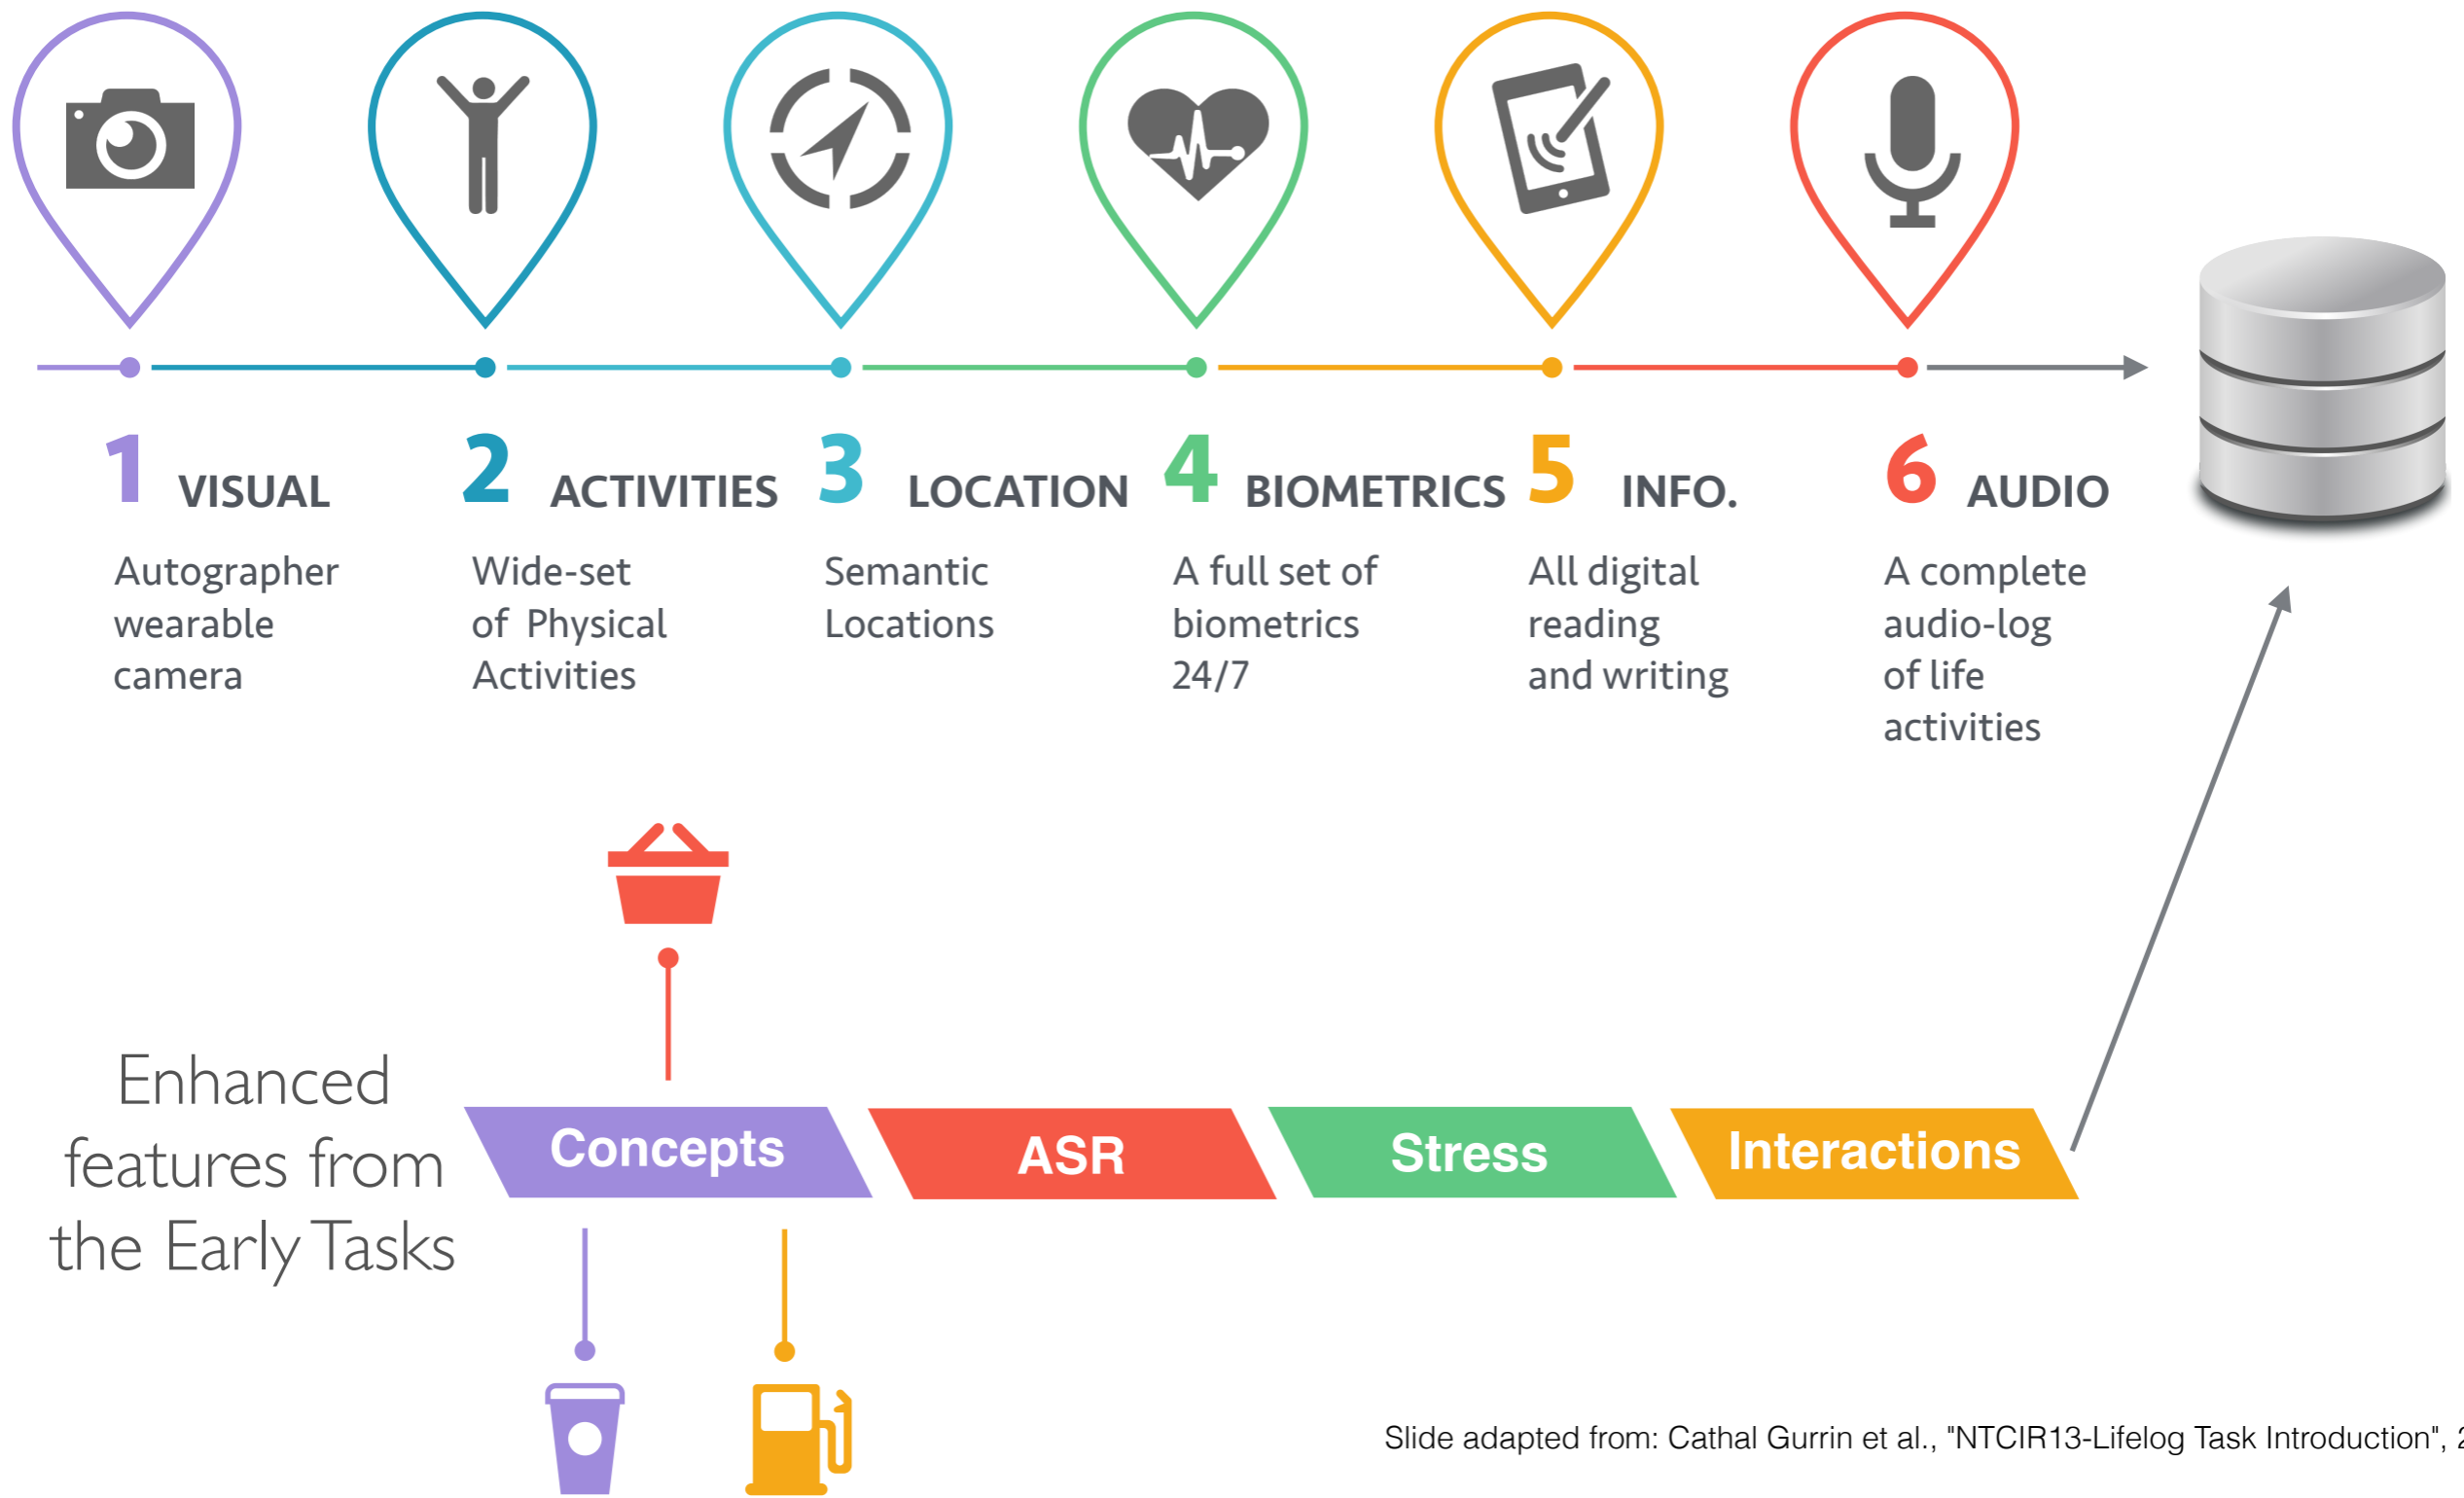 1 VISUAL
Autographer
wearable
camera
2 ACTIVITIES
Wide-set
of Physical
Activities
3 LOCATION
Semantic
Locations
4 BIOMETRICS
A full set of
biometrics
24/7
5 INFO.
All digital
reading
and writing
6 AUDIO
A complete
audio-log
of life
activities
Enhanced
features from
the Early Tasks
Concepts
ASR
Stress
Interactions
Slide adapted from: Cathal Gurrin et al., "NTCIR13-Lifelog Task Introduction",